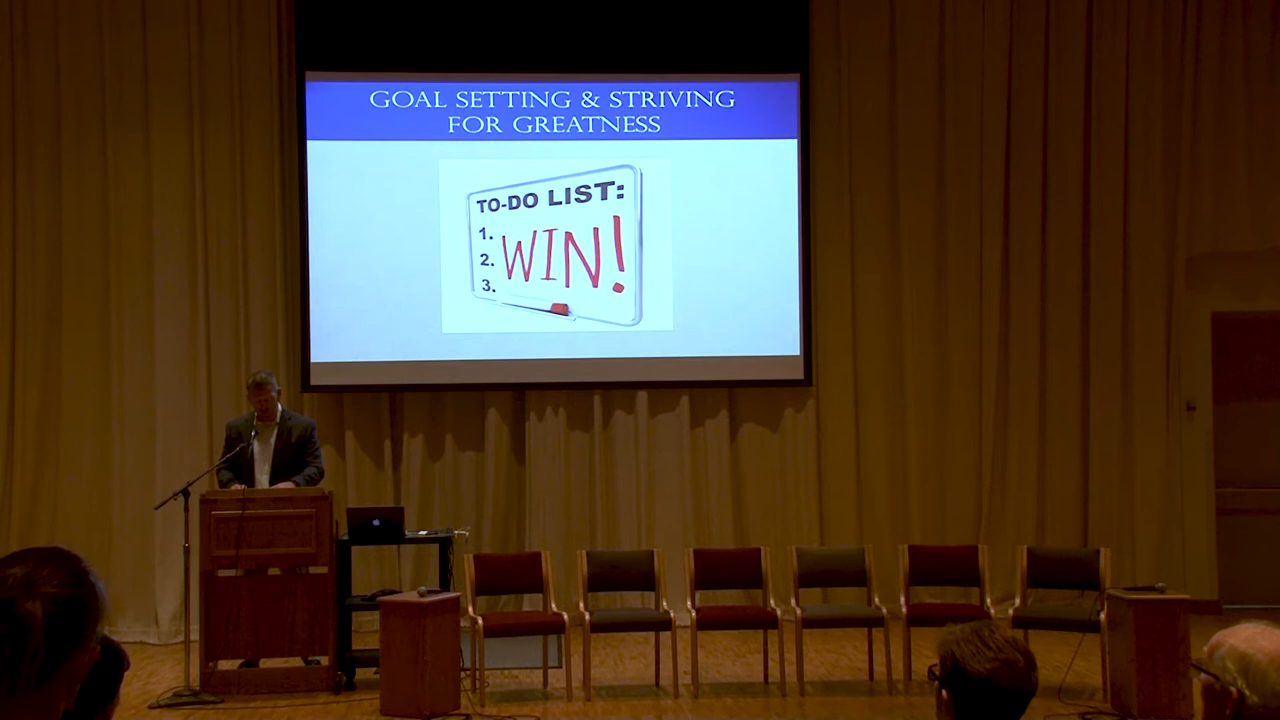 GOAL SETTING & STRIVING
FOR GREATNESS
TO-DO LIST:
1.
2.
3.
WIN!